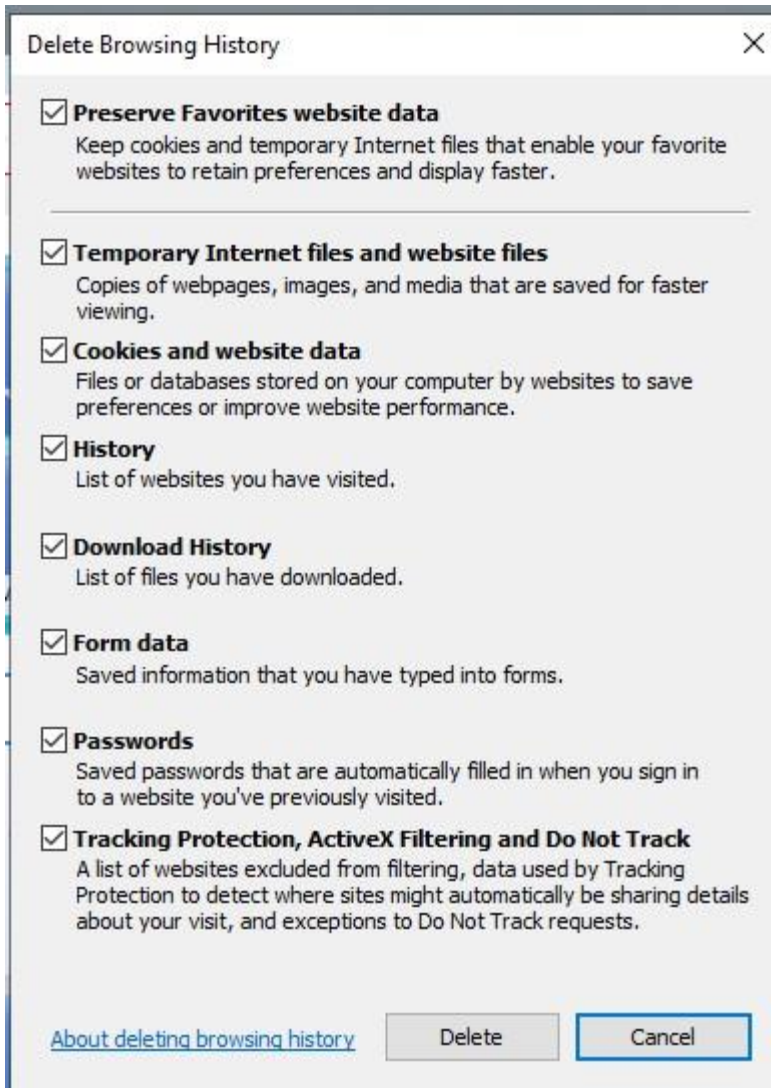 Delete Browsing History
Preserve Favorites website data
Keep cookies and temporary Internet files that enable your favorite
websites to retain preferences and display faster.
Temporary Internet files and website files
Copies of webpages, images, and media that are saved for faster
viewing.
Cookies and website data
Files or databases stored on your computer by websites to save
preferences or improve website performance.
History
List of websites you have visited.
Download History
List of files you have downloaded.
Form data
Saved information that you have typed into forms.
Passwords
Saved passwords that are automatically filled in when you sign in
to a website you've previously visited.
Tracking Protection, ActiveX Filtering and Do Not Track
A list of websites excluded from filtering, data used by Tracking
Protection to detect where sites might automatically be sharing details
about your visit, and exceptions to Do Not Track requests.
About deleting browsing history
Delete
Cancel